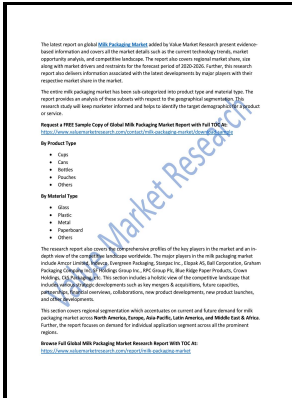 The latest report on global Milk Packaging Market added by Value Market Research present evidence-
based information and covers all the market details such as the current technology trends, market
opportunity analysis, and competitive landscape. The report also covers regional market share, size
along with market drivers and restraints for the forecast period of 2020-2026. Further, this research
report also delivers information associated with the latest developments by major players with their
respective market share in the market.
The entire milk packaging market has been sub-categorized into product type and material type. The
report provides an analysis of these subsets with respect to the geographical segmentation. This
research study will keep marketer informed and helps to identify the target demographics for a product
or service.
Request a FREE Sample Copy of Global Milk Packaging Market Report with Full TOC At:
https://www.valuemarketresearch.com/contact/milk-packaging-market/download-sample
By Product Type
• Cups
• Cans
• Bottles
• Pouches
• Others
By Material Type
• Glass
• Plastic
• Metal
• Paperboard
• Others
The research report also covers the comprehensive profiles of the key players in the market and an in-
depth view of the competitive landscape worldwide. The major players in the milk packaging market
include Amcor Limited, Indevco, Evergreen Packaging, Stanpac Inc., Elopak AS, Ball Corporation, Graham
Packaging Company Inc, SF Holdings Group Inc., RPC Group Plc, Blue Ridge Paper Products, Crown
Holdings, CKS Packaging, etc. This section includes a holistic view of the competitive landscape that
includes various strategic developments such as key mergers & acquisitions, future capacities,
partnerships, financial overviews, collaborations, new product developments, new product launches,
and other developments.
This section covers regional segmentation which accentuates on current and future demand for milk
packaging market across North America, Europe, Asia-Pacific, Latin America, and Middle East & Africa.
Further, the report focuses on demand for individual application segment across all the prominent
regions.
Browse Full Global Milk Packaging Market Research Report With TOC At:
https://www.valuemarketresearch.com/report/milk-packaging-market
Value Market Research